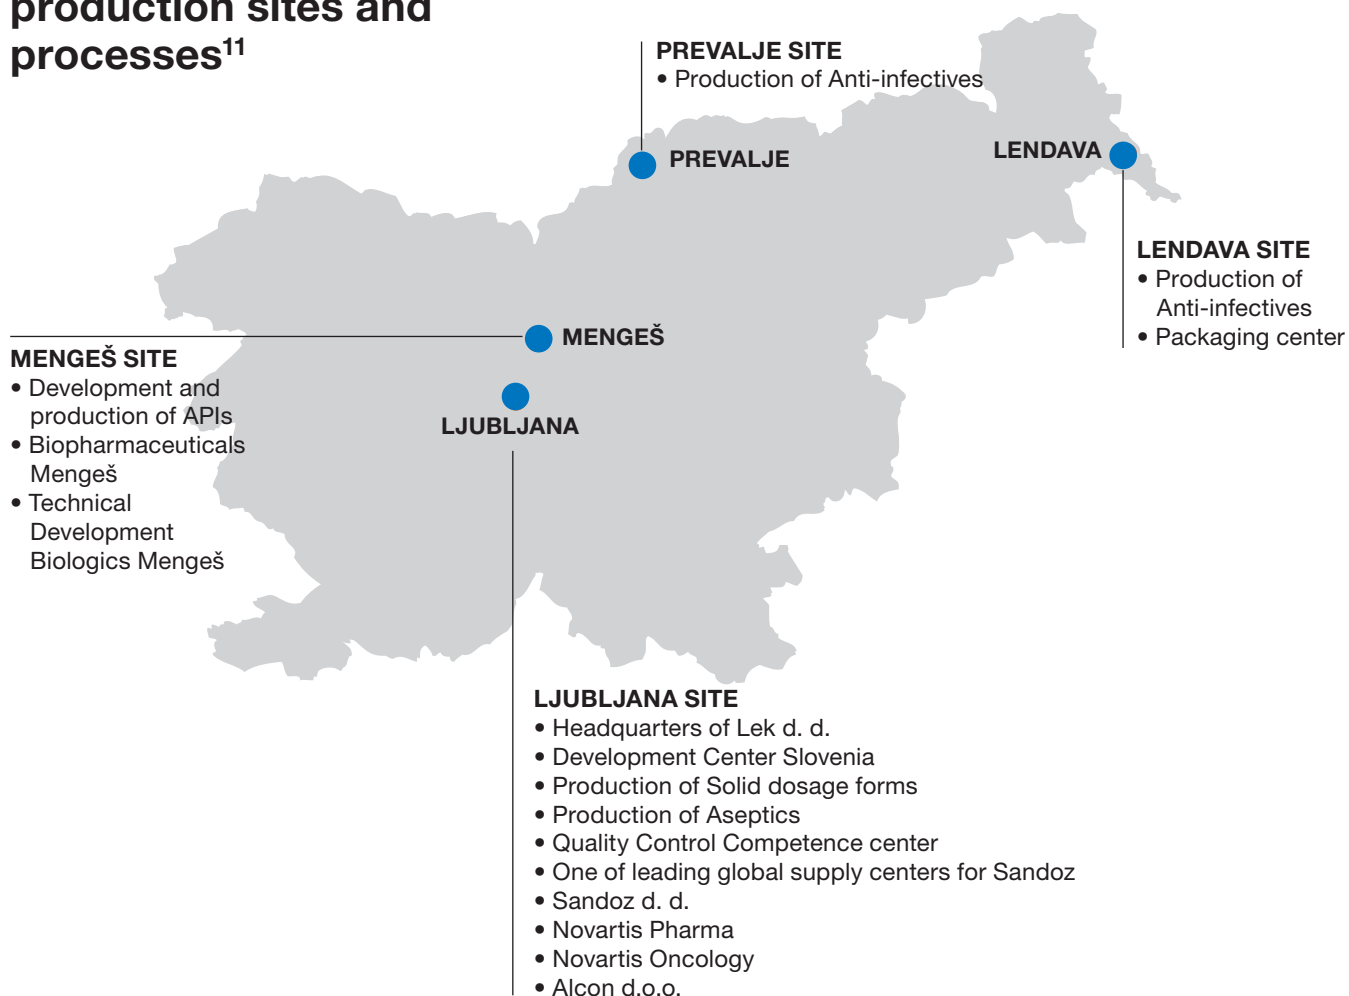 production sites and
processes¹¹
PREVALJE SITE
• Production of Anti-infectives
PREVALJE
LENDAVA
LENDAVA SITE
• Production of
Anti-infectives
• Packaging center
MENGEŠ
MENGEŠ SITE
• Development and
production of APIs
• Biopharmaceuticals
Mengeš
• Technical
Development
Biologics Mengeš
LJUBLJANA
LJUBLJANA SITE
• Headquarters of Lek d. d.
• Development Center Slovenia
• Production of Solid dosage forms
• Production of Aseptics
• Quality Control Competence center
• One of leading global supply centers for Sandoz
• Sandoz d. d.
• Novartis Pharma
• Novartis Oncology
• Alcon d.o.o.